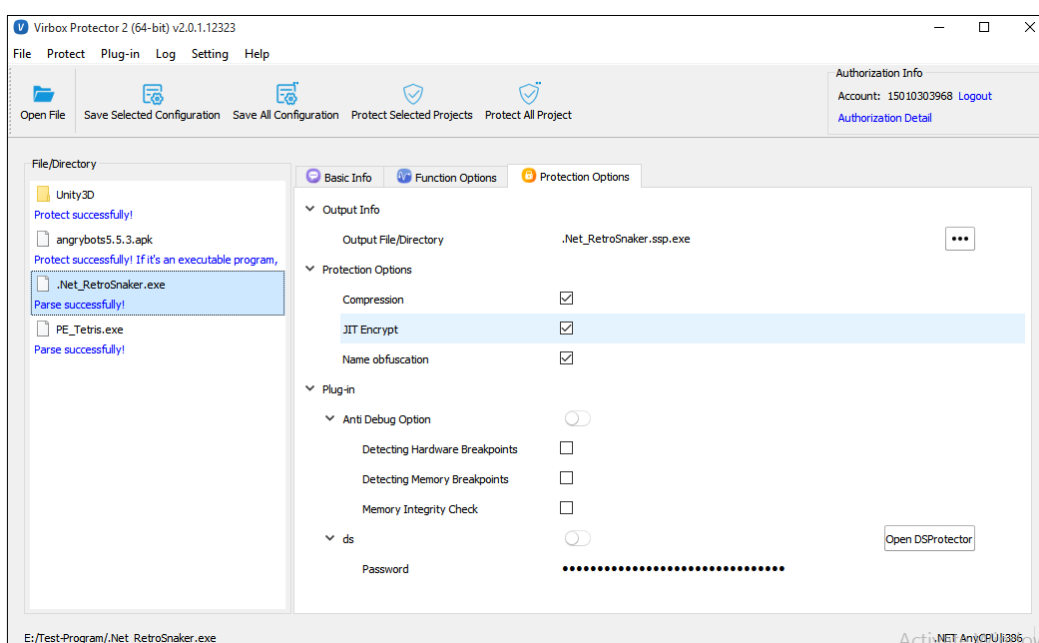 Virbox Protector 2 (64-bit) v2.0.1.12323
File Protect Plug-in Log Setting Help
Open File Save Selected Configuration Save All Configuration Protect Selected Projects Protect All Project
Authorization Info
Account: 15010303968 Logout
Authorization Detail
File/Directory
Unity3D
Protect successfully!
angrybots5.5.3.apk
Protect successfully! If it's an executable program,
.Net_RetroSnaker.exe
Parse successfully!
PE_Tetris.exe
Parse successfully!
Basic Info Function Options Protection Options
Output Info
Output File/Directory .Net_RetroSnaker.ssp.exe
Protection Options
Compression
JIT Encrypt
Name obfuscation
Plug-in
Anti Debug Option
Detecting Hardware Breakpoints
Detecting Memory Breakpoints
Memory Integrity Check
ds Open DSProtector
Password
E:/Test-Program/.Net_RetroSnaker.exe